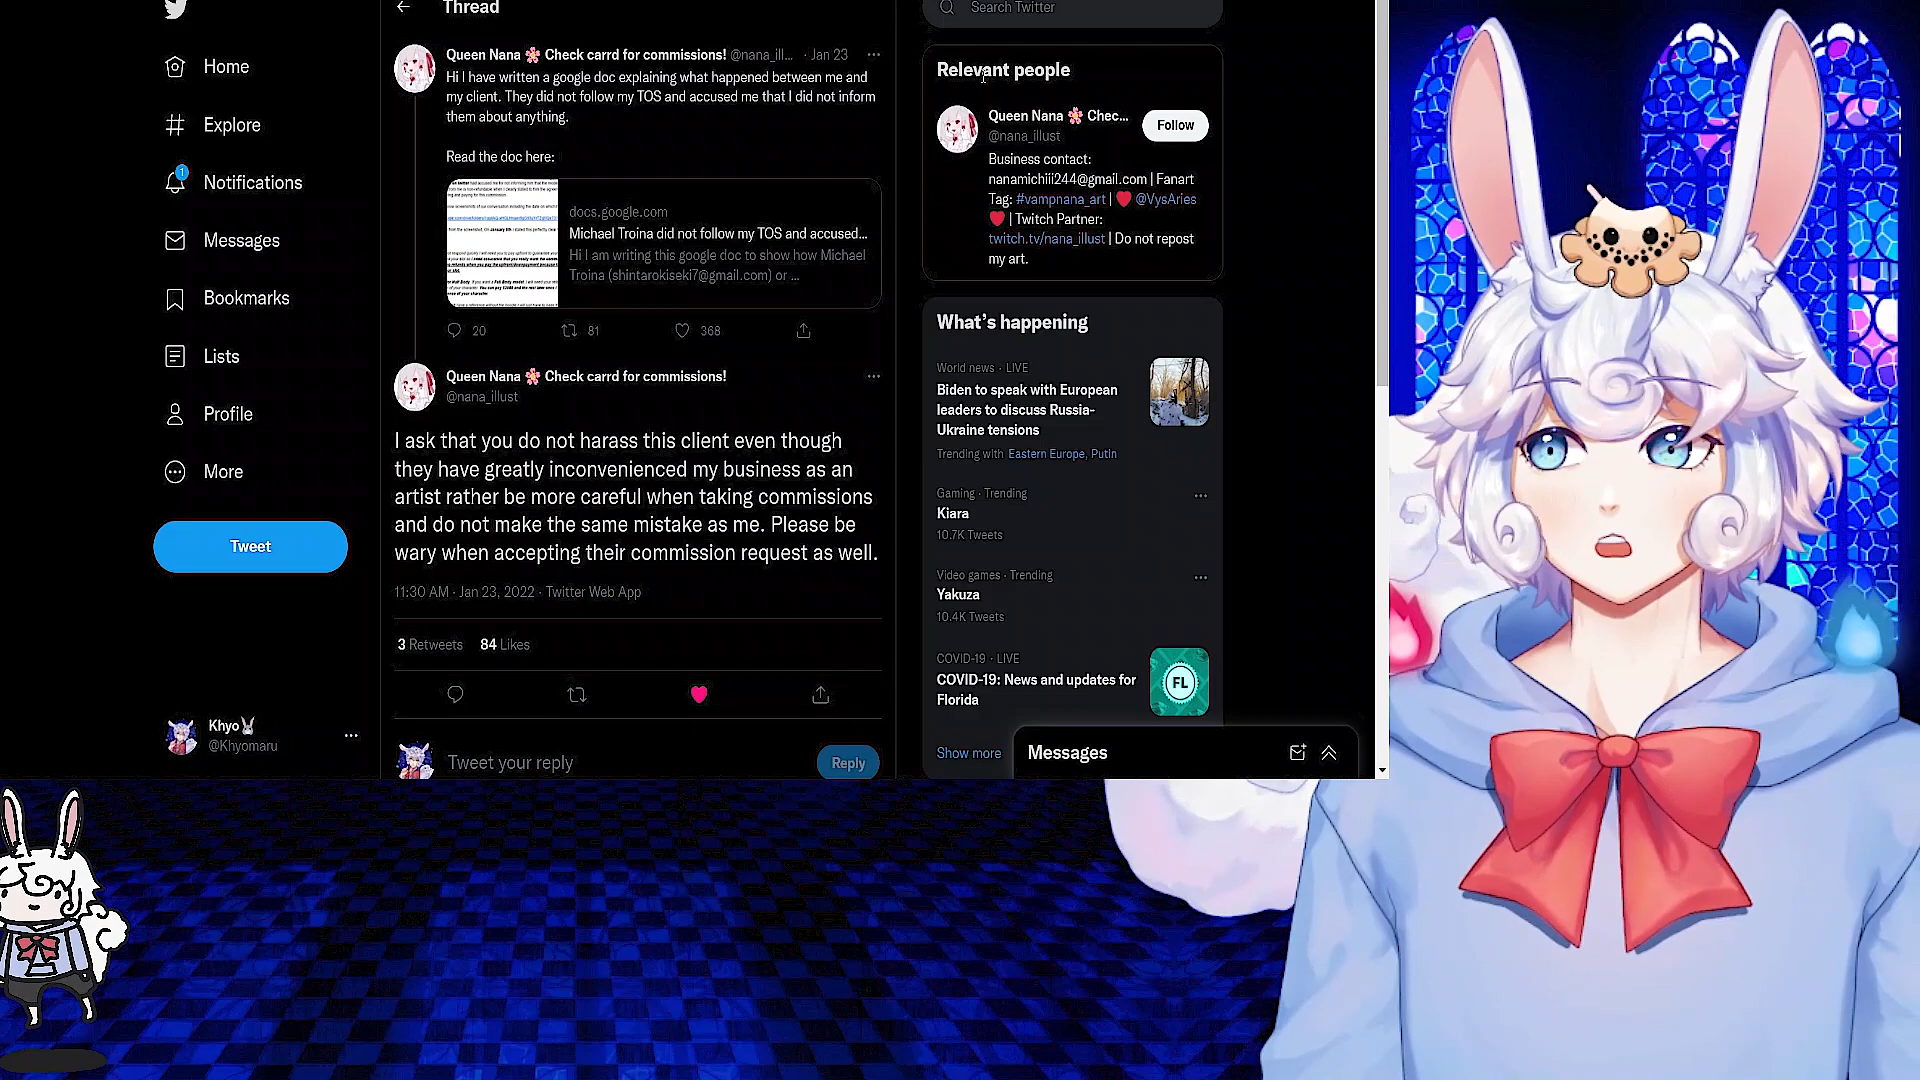 Thread
Search Twitter
Home
Explore
1
Notifications
Messages
Bookmarks
Lists
Profile
More
Tweet
Khyo
@Khyomaru
Queen Nana 🌸 Check carrd for commissions! @nana_ill... · Jan 23
Hi I have written a google doc explaining what happened between me and
my client. They did not follow my TOS and accused me that I did not inform
them about anything.
Read the doc here:
docs.google.com
Michael Troina did not follow my TOS and accused...
Hi I am writing this google doc to show how Michael
Troina (shintarokiseki7@gmail.com) or ...
20 81 368
Queen Nana 🌸 Check carrd for commissions!
@nana_illust
I ask that you do not harass this client even though
they have greatly inconvenienced my business as an
artist rather be more careful when taking commissions
and do not make the same mistake as me. Please be
wary when accepting their commission request as well.
11:30 AM · Jan 23, 2022 · Twitter Web App
3 Retweets 84 Likes
Tweet your reply
Reply
Relevant people
Queen Nana 🌸 Chec...
@nana_illust
Follow
Business contact:
nanamichiii244@gmail.com | Fanart
Tag: #vampnana_art | ❤️ @VysAries
❤️ | Twitch Partner:
twitch.tv/nana_illust | Do not repost
my art.
What's happening
World news · LIVE
Biden to speak with European
leaders to discuss Russia-
Ukraine tensions
Trending with Eastern Europe, Putin
Gaming · Trending
Kiara
10.7K Tweets
Video games · Trending
Yakuza
10.4K Tweets
COVID-19 · LIVE
COVID-19: News and updates for
Florida
FL
Show more
Messages